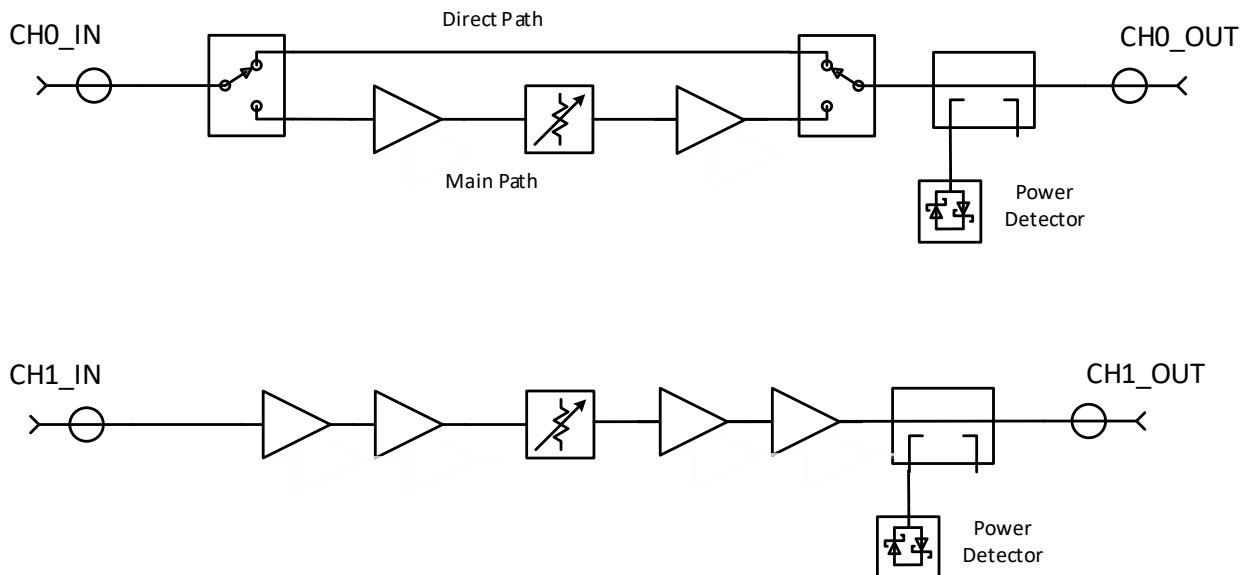 Direct Path
CH0_IN
CH0_OUT
Main Path
Power
Detector
CH1_IN
CH1_OUT
Power
Detector